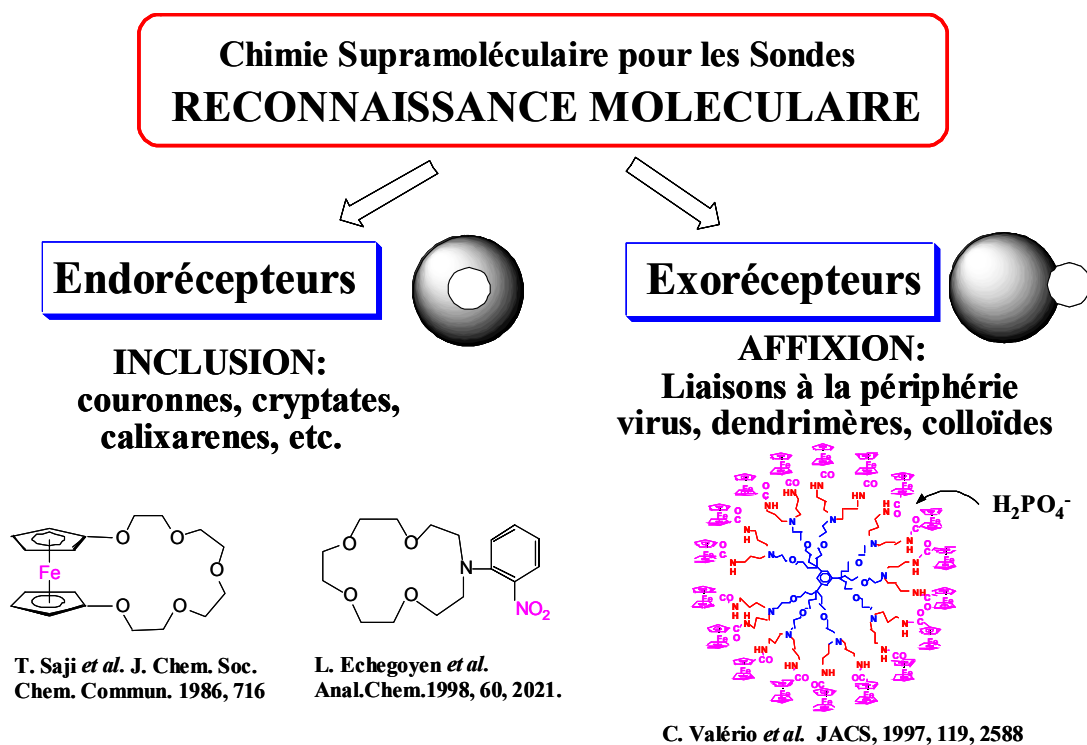 Chimie Supramoléculaire pour les Sondes
RECONNAISSANCE MOLECULAIRE
Endorécepteurs
INCLUSION:
couronnes, cryptates,
calixarenes, etc.
Fe
O
O
O
O
O
O
O
O
O
N
NO2
T. Saji et al. J. Chem. Soc.
Chem. Commun. 1986, 716
L. Echegoyen et al.
Anal.Chem.1998, 60, 2021.
Exorécepteurs
AFFIXION:
Liaisons à la périphérie
virus, dendrimères, colloïdes
H2PO4-
C. Valério et al. JACS, 1997, 119, 2588